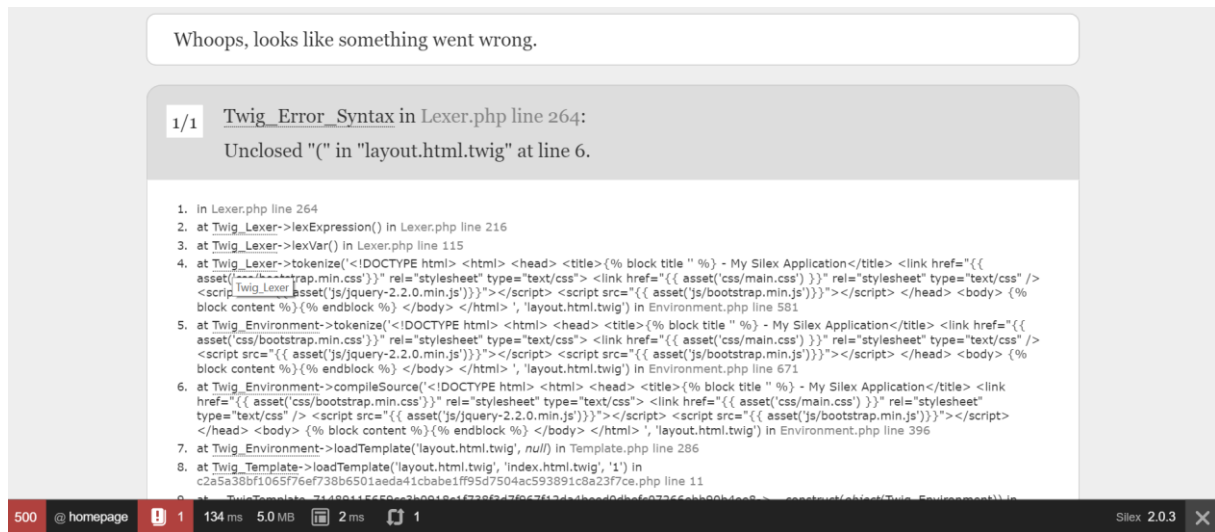 Whoops, looks like something went wrong.
1/1
Twig_Error_Syntax in Lexer.php line 264:
Unclosed "(" in "layout.html.twig" at line 6.
1. in Lexer.php line 264
2. at Twig_Lexer->lexExpression() in Lexer.php line 216
3. at Twig_Lexer->lexVar() in Lexer.php line 115
4. at Twig_Lexer->tokenize('<!DOCTYPE html> <html> <head> <title>{% block title '' %} - My Silex Application</title> <link href="{{
asset('css/bootstrap.min.css'}}" rel="stylesheet" type="text/css"> <link href="{{ asset('css/main.css') }}" rel="stylesheet" type="text/css" />
<scrip Twig_Lexer asset('js/jquery-2.2.0.min.js')}}"></script> <script src="{{ asset('js/bootstrap.min.js')}}"></script> </head> <body> {%
block content %}{% endblock %} </body> </html> ', 'layout.html.twig') in Environment.php line 581
5. at Twig_Environment->tokenize('<!DOCTYPE html> <html> <head> <title>{% block title '' %} - My Silex Application</title> <link href="{{
asset('css/bootstrap.min.css'}}" rel="stylesheet" type="text/css"> <link href="{{ asset('css/main.css') }}" rel="stylesheet" type="text/css" />
<script src="{{ asset('js/jquery-2.2.0.min.js')}}"></script> <script src="{{ asset('js/bootstrap.min.js')}}"></script> </head> <body> {%
block content %}{% endblock %} </body> </html> ', 'layout.html.twig') in Environment.php line 671
6. at Twig_Environment->compileSource('<!DOCTYPE html> <html> <head> <title>{% block title '' %} - My Silex Application</title> <link
href="{{ asset('css/bootstrap.min.css'}}" rel="stylesheet" type="text/css"> <link href="{{ asset('css/main.css') }}" rel="stylesheet"
type="text/css" /> <script src="{{ asset('js/jquery-2.2.0.min.js')}}"></script> <script src="{{ asset('js/bootstrap.min.js')}}"></script>
</head> <body> {% block content %}{% endblock %} </body> </html> ', 'layout.html.twig') in Environment.php line 396
7. at Twig_Environment->loadTemplate('layout.html.twig', null) in Template.php line 286
8. at Twig_Template->loadTemplate('layout.html.twig', 'index.html.twig', '1') in
c2a5a38bf1065f76ef738b6501aeda41cbabe1ff95d7504ac593891c8a23f7ce.php line 11
500 @ homepage 1 134 ms 5.0 MB 2 ms 1 Silex 2.0.3